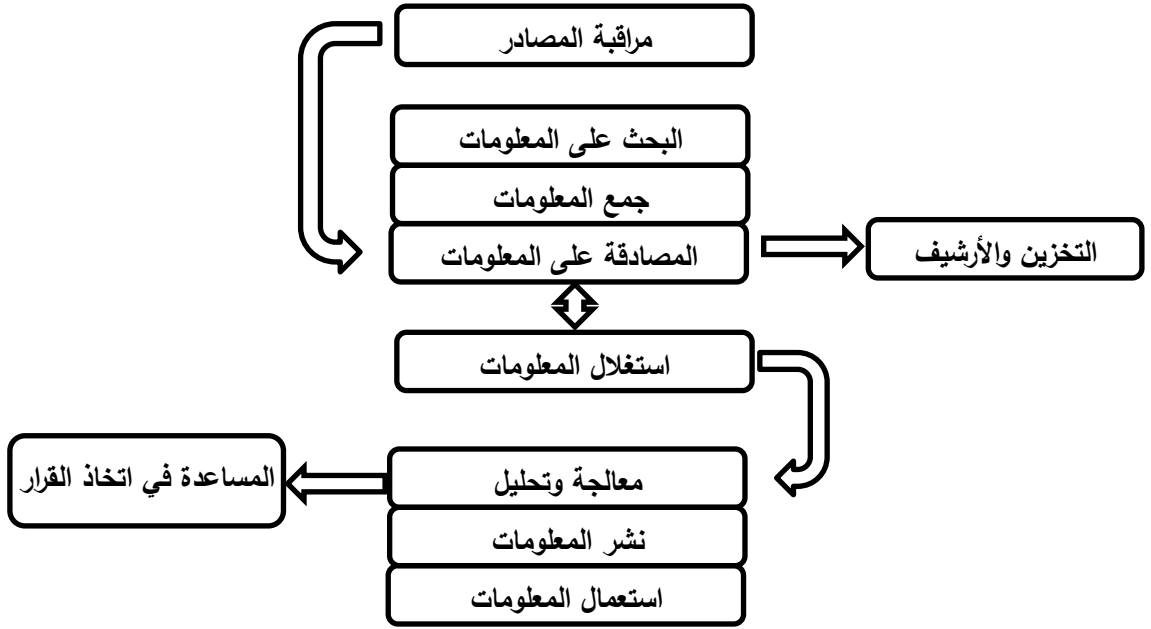 مراقبة المصادر
البحث على المعلومات
جمع المعلومات
المصادقة على المعلومات
التخزين والأرشيف
استغلال المعلومات
معالجة وتحليل
المساعدة في اتخاذ القرار
نشر المعلومات
استعمال المعلومات